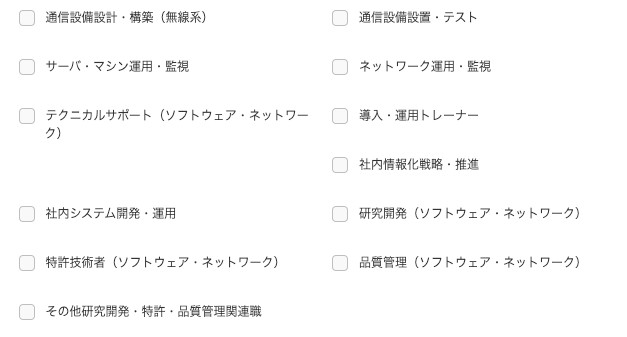 通信設備設計・構築（無線系）
通信設備設置・テスト
サーバ・マシン運用・監視
ネットワーク運用・監視
テクニカルサポート（ソフトウェア・ネットワー
ク）
導入・運用トレーナー
社内情報化戦略・推進
社内システム開発・運用
研究開発（ソフトウェア・ネットワーク）
特許技術者（ソフトウェア・ネットワーク）
品質管理（ソフトウェア・ネットワーク）
その他研究開発・特許・品質管理関連職